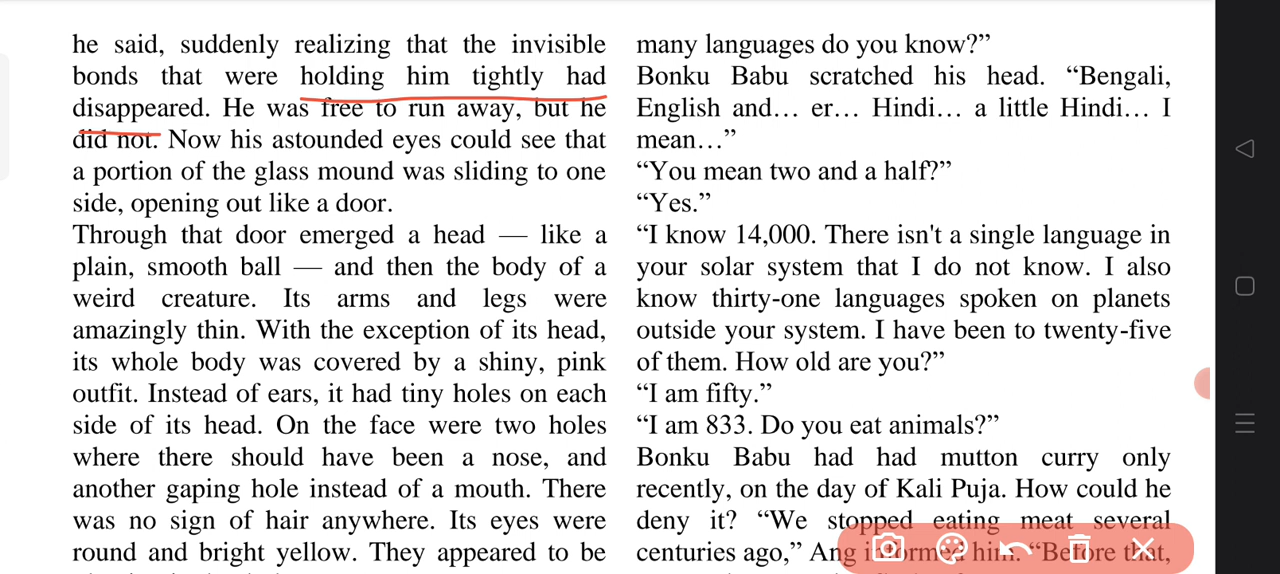 he said, suddenly realizing that the invisible
bonds that were holding him tightly had
disappeared. He was free to run away, but he
did not. Now his astounded eyes could see that
a portion of the glass mound was sliding to one
side, opening out like a door.
Through that door emerged a head — like a
plain, smooth ball — and then the body of a
weird creature. Its arms and legs were
amazingly thin. With the exception of its head,
its whole body was covered by a shiny, pink
outfit. Instead of ears, it had tiny holes on each
side of its head. On the face were two holes
where there should have been a nose, and
another gaping hole instead of a mouth. There
was no sign of hair anywhere. Its eyes were
round and bright yellow. They appeared to be
many languages do you know?”
Bonku Babu scratched his head. “Bengali,
English and… er… Hindi… a little Hindi… I
mean…”
“You mean two and a half?”
“Yes.”
“I know 14,000. There isn't a single language in
your solar system that I do not know. I also
know thirty-one languages spoken on planets
outside your system. I have been to twenty-five
of them. How old are you?”
“I am fifty.”
“I am 833. Do you eat animals?”
Bonku Babu had had mutton curry only
recently, on the day of Kali Puja. How could he
deny it? “We stopped eating meat several
centuries ago,” Ang informed him. “Before that,